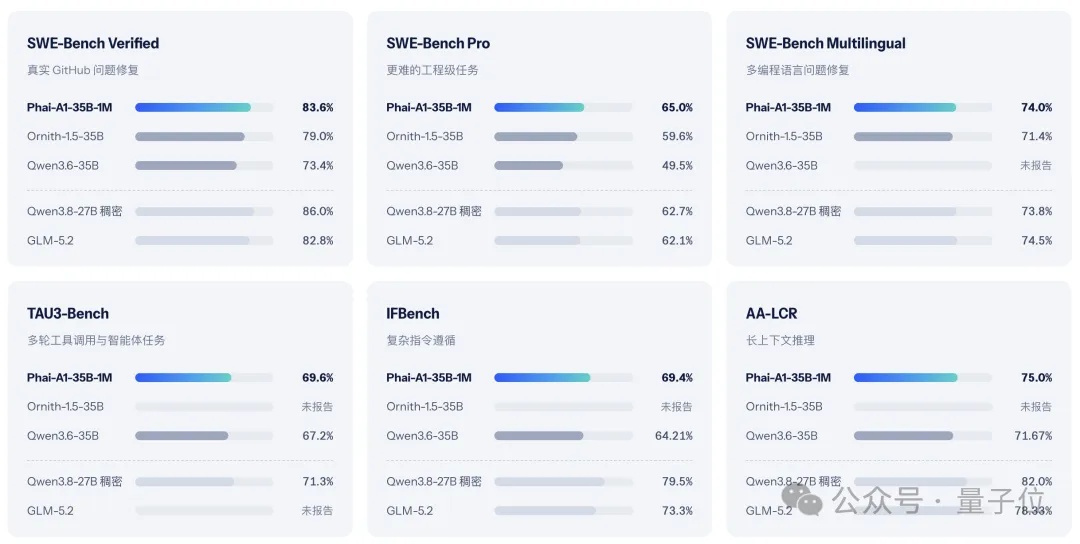 SWE-Bench Verified
真实 GitHub 问题修复
Phai-A1-35B-1M 83.6%
Ornith-1.5-35B 79.0%
Qwen3.6-35B 73.4%
Qwen3.8-27B 稠密 86.0%
GLM-5.2 82.8%
SWE-Bench Pro
更难的工程级任务
Phai-A1-35B-1M 65.0%
Ornith-1.5-35B 59.6%
Qwen3.6-35B 49.5%
Qwen3.8-27B 稠密 62.7%
GLM-5.2 62.1%
SWE-Bench Multilingual
多编程语言问题修复
Phai-A1-35B-1M 74.0%
Ornith-1.5-35B 71.4%
Qwen3.6-35B 未报告
Qwen3.8-27B 稠密 73.8%
GLM-5.2 74.5%
TAU3-Bench
多轮工具调用与智能体任务
Phai-A1-35B-1M 69.6%
Ornith-1.5-35B 未报告
Qwen3.6-35B 67.2%
Qwen3.8-27B 稠密 71.3%
GLM-5.2 未报告
IFBench
复杂指令遵循
Phai-A1-35B-1M 69.4%
Ornith-1.5-35B 未报告
Qwen3.6-35B 64.21%
Qwen3.8-27B 稠密 79.5%
GLM-5.2 73.3%
AA-LCR
长上下文推理
Phai-A1-35B-1M 75.0%
Ornith-1.5-35B 未报告
Qwen3.6-35B 71.67%
Qwen3.8-27B 稠密 82.0%
GLM-5.2 78.33%
公众号 · 量子位